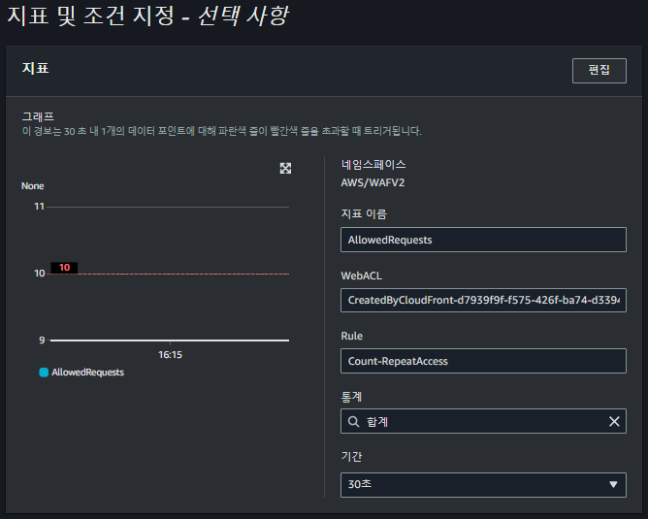 지표 및 조건 지정 - 선택 사항
지표
편집
그래프
이 경보는 30 초 내 1개의 데이터 포인트에 대해 파란색 줄이 빨간색 줄을 초과할 때 트리거됩니다.
None
11
10
10
9
16:15
AllowedRequests
네임스페이스
AWS/WAFV2
지표 이름
AllowedRequests
WebACL
CreatedByCloudFront-d7939f9f-f575-426f-ba74-d3394
Rule
Count-RepeatAccess
통계
합계
기간
30초